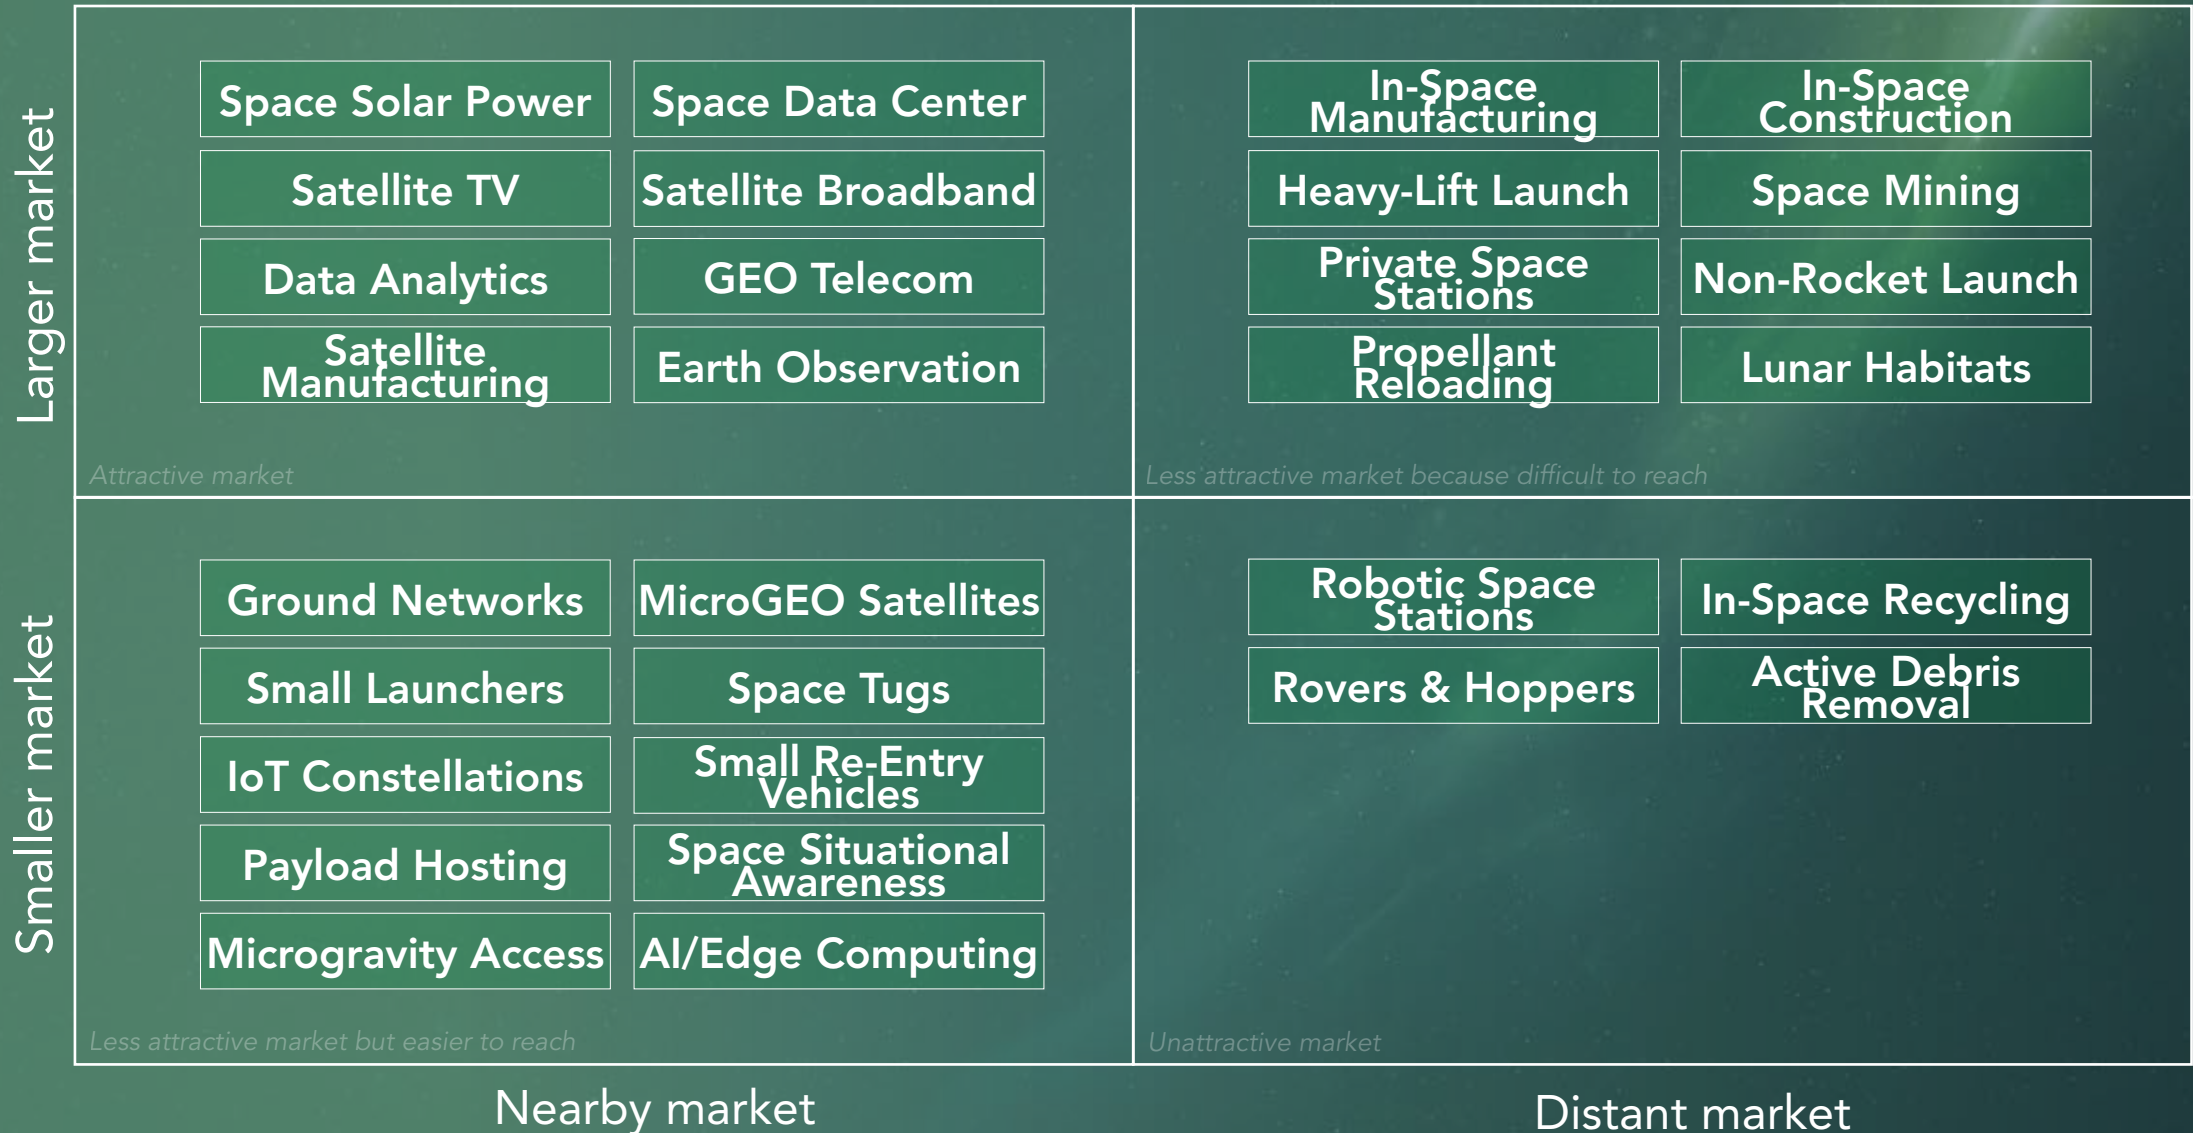 Larger market
Space Solar Power
Space Data Center
Satellite TV
Satellite Broadband
Data Analytics
GEO Telecom
Satellite
Manufacturing
Earth Observation
Attractive market
In-Space
Manufacturing
In-Space
Construction
Heavy-Lift Launch
Space Mining
Private Space
Stations
Non-Rocket Launch
Propellant
Reloading
Lunar Habitats
Less attractive market because difficult to reach
Smaller market
Ground Networks
MicroGEO Satellites
Small Launchers
Space Tugs
IoT Constellations
Small Re-Entry
Vehicles
Payload Hosting
Space Situational
Awareness
Microgravity Access
AI/Edge Computing
Less attractive market but easier to reach
Robotic Space
Stations
In-Space Recycling
Rovers & Hoppers
Active Debris
Removal
Unattractive market
Nearby market
Distant market